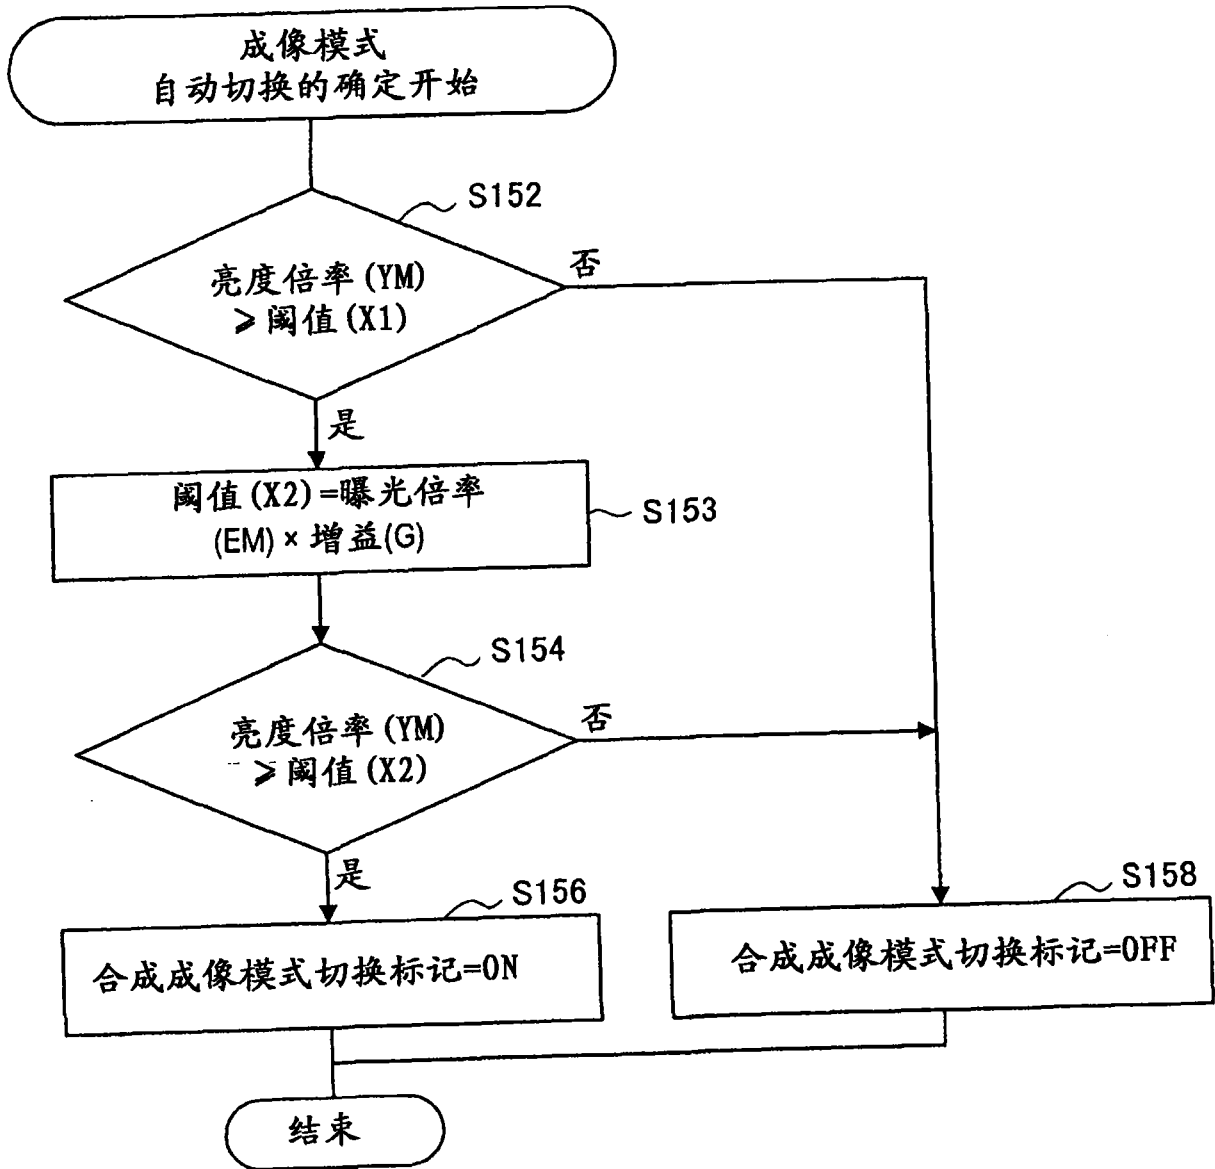 成像模式
自动切换的确定开始
S152
亮度倍率(YM)
≥阈值(X1)
否
是
阈值(X2)=曝光倍率
(EM)×增益(G)
S153
S154
亮度倍率(YM)
≥阈值(X2)
否
是
S156
合成成像模式切换标记=ON
S158
合成成像模式切换标记=OFF
结束